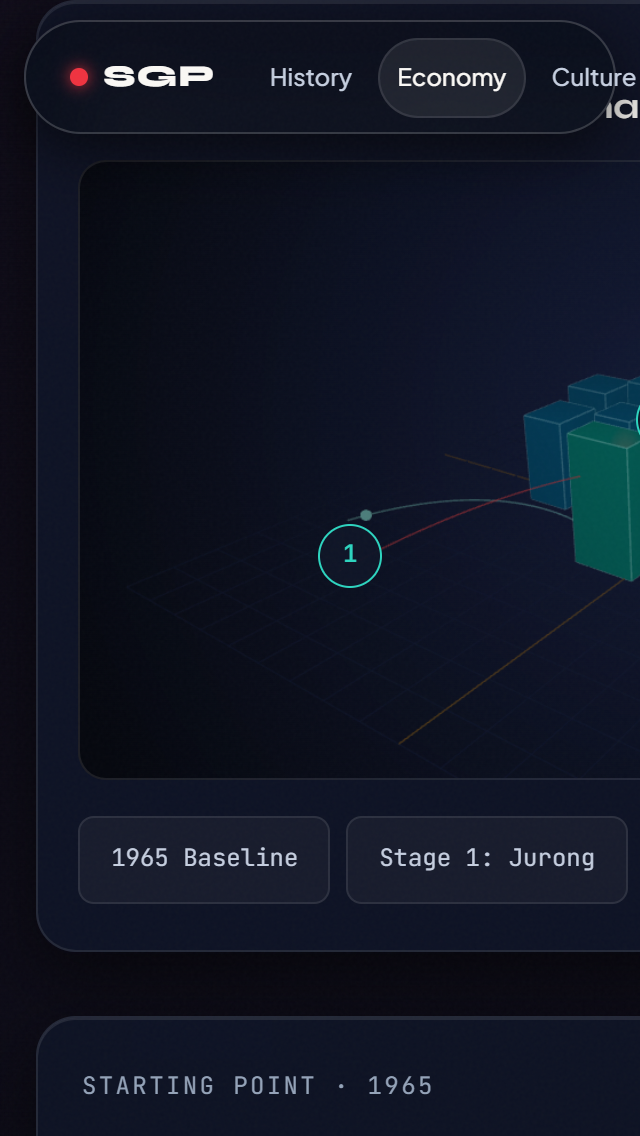 SGP History Economy Culture
1
1965 Baseline Stage 1: Jurong
STARTING POINT · 1965